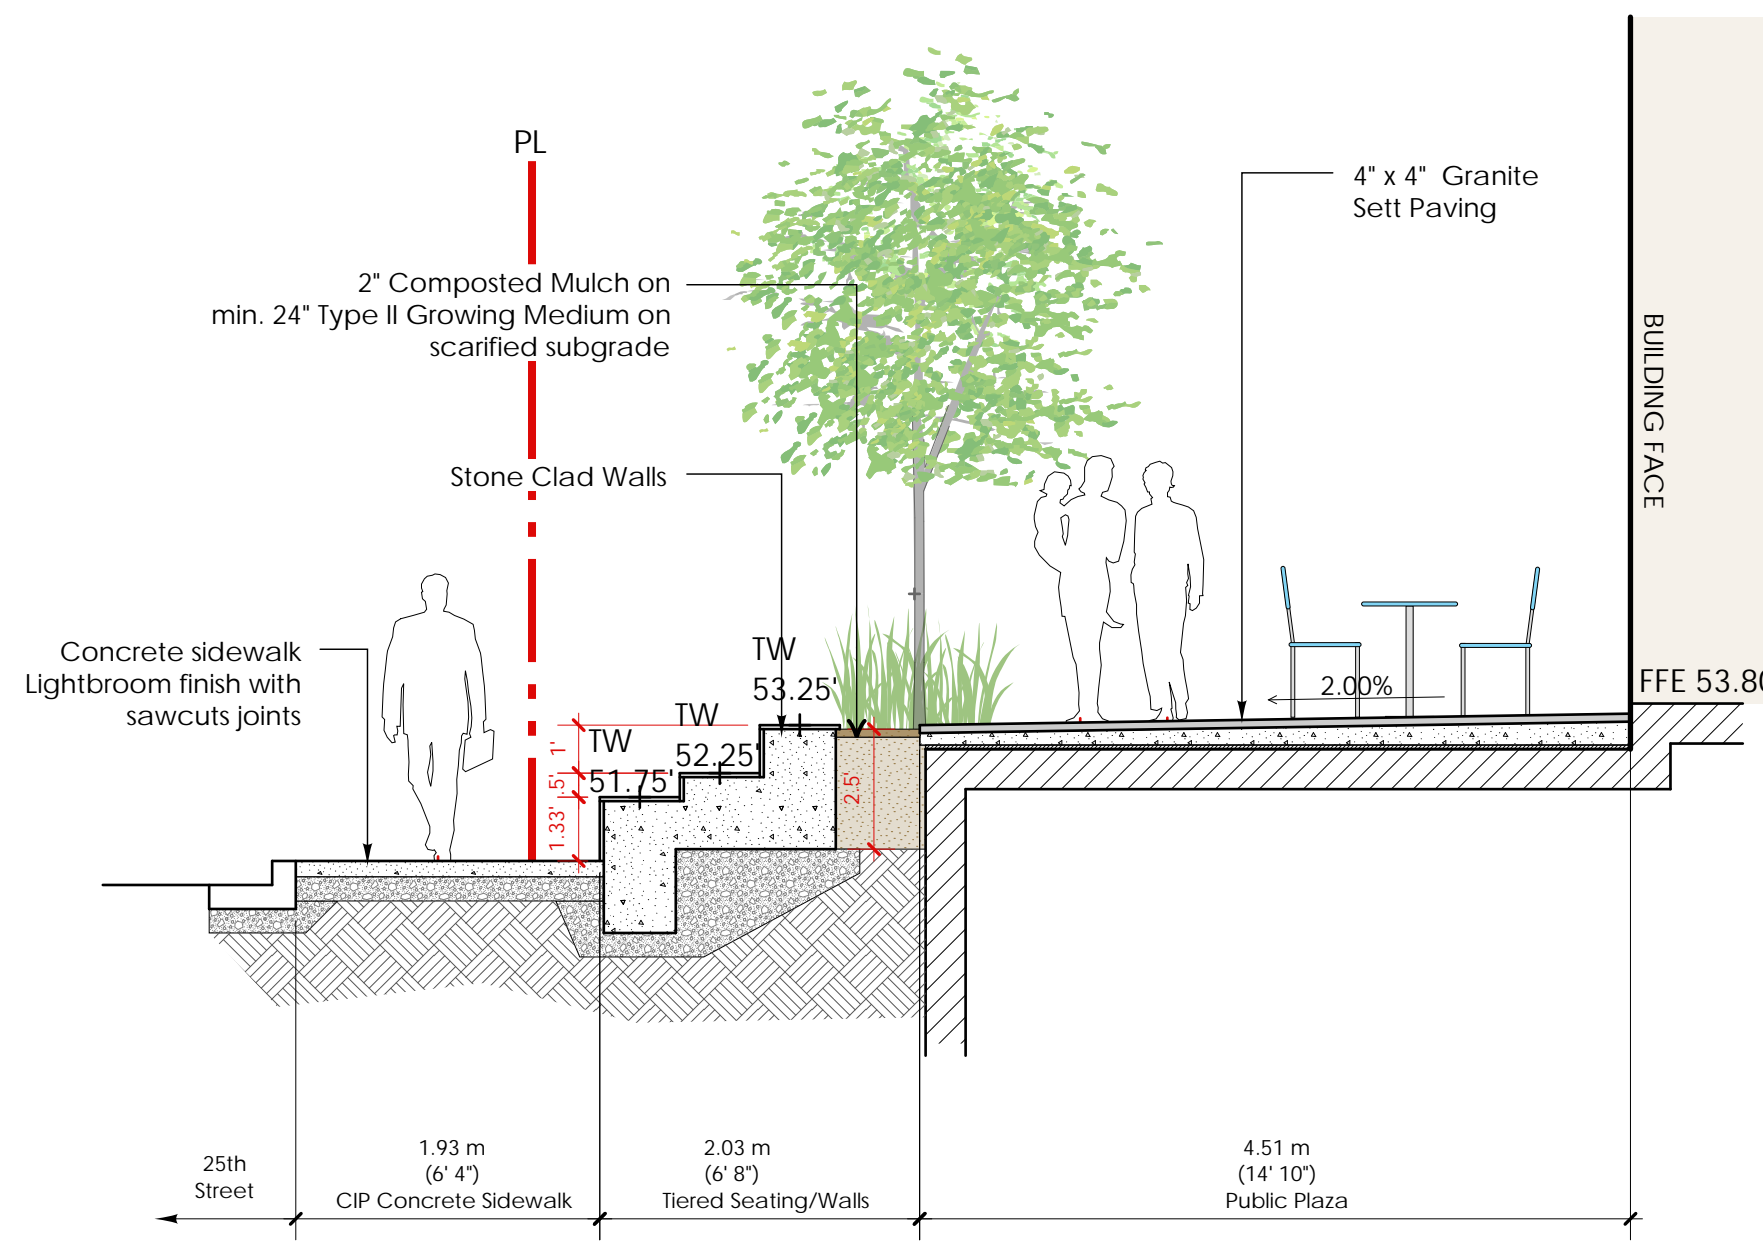 PL
4" x 4" Granite
Sett Paving
2" Composted Mulch on
min. 24" Type II Growing Medium on
scarified subgrade
BUILDING FACE
Stone Clad Walls
Concrete sidewalk
Lightbroom finish with
sawcuts joints
TW
53.25'
TW
52.25'
TW
51.75'
1'
.5'
1.33'
2.5'
2.00%
FFE 53.80
25th
Street
1.93 m
(6' 4")
CIP Concrete Sidewalk
2.03 m
(6' 8")
Tiered Seating/Walls
4.51 m
(14' 10")
Public Plaza